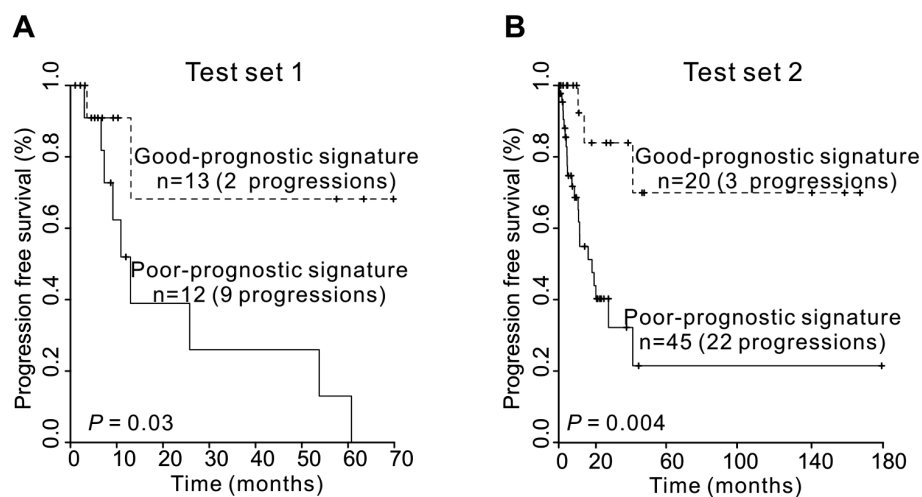 A
Test set 1
Progression free survival (%)
1.0
0.8
0.6
0.4
0.2
0.0
Good-prognostic signature
n=13 (2 progressions)
Poor-prognostic signature
n=12 (9 progressions)
P = 0.03
0 10 20 30 40 50 60 70
Time (months)
B
Test set 2
Progression free survival (%)
1.0
0.8
0.6
0.4
0.2
0.0
Good-prognostic signature
n=20 (3 progressions)
Poor-prognostic signature
n=45 (22 progressions)
P = 0.004
0 20 60 100 140 180
Time (months)